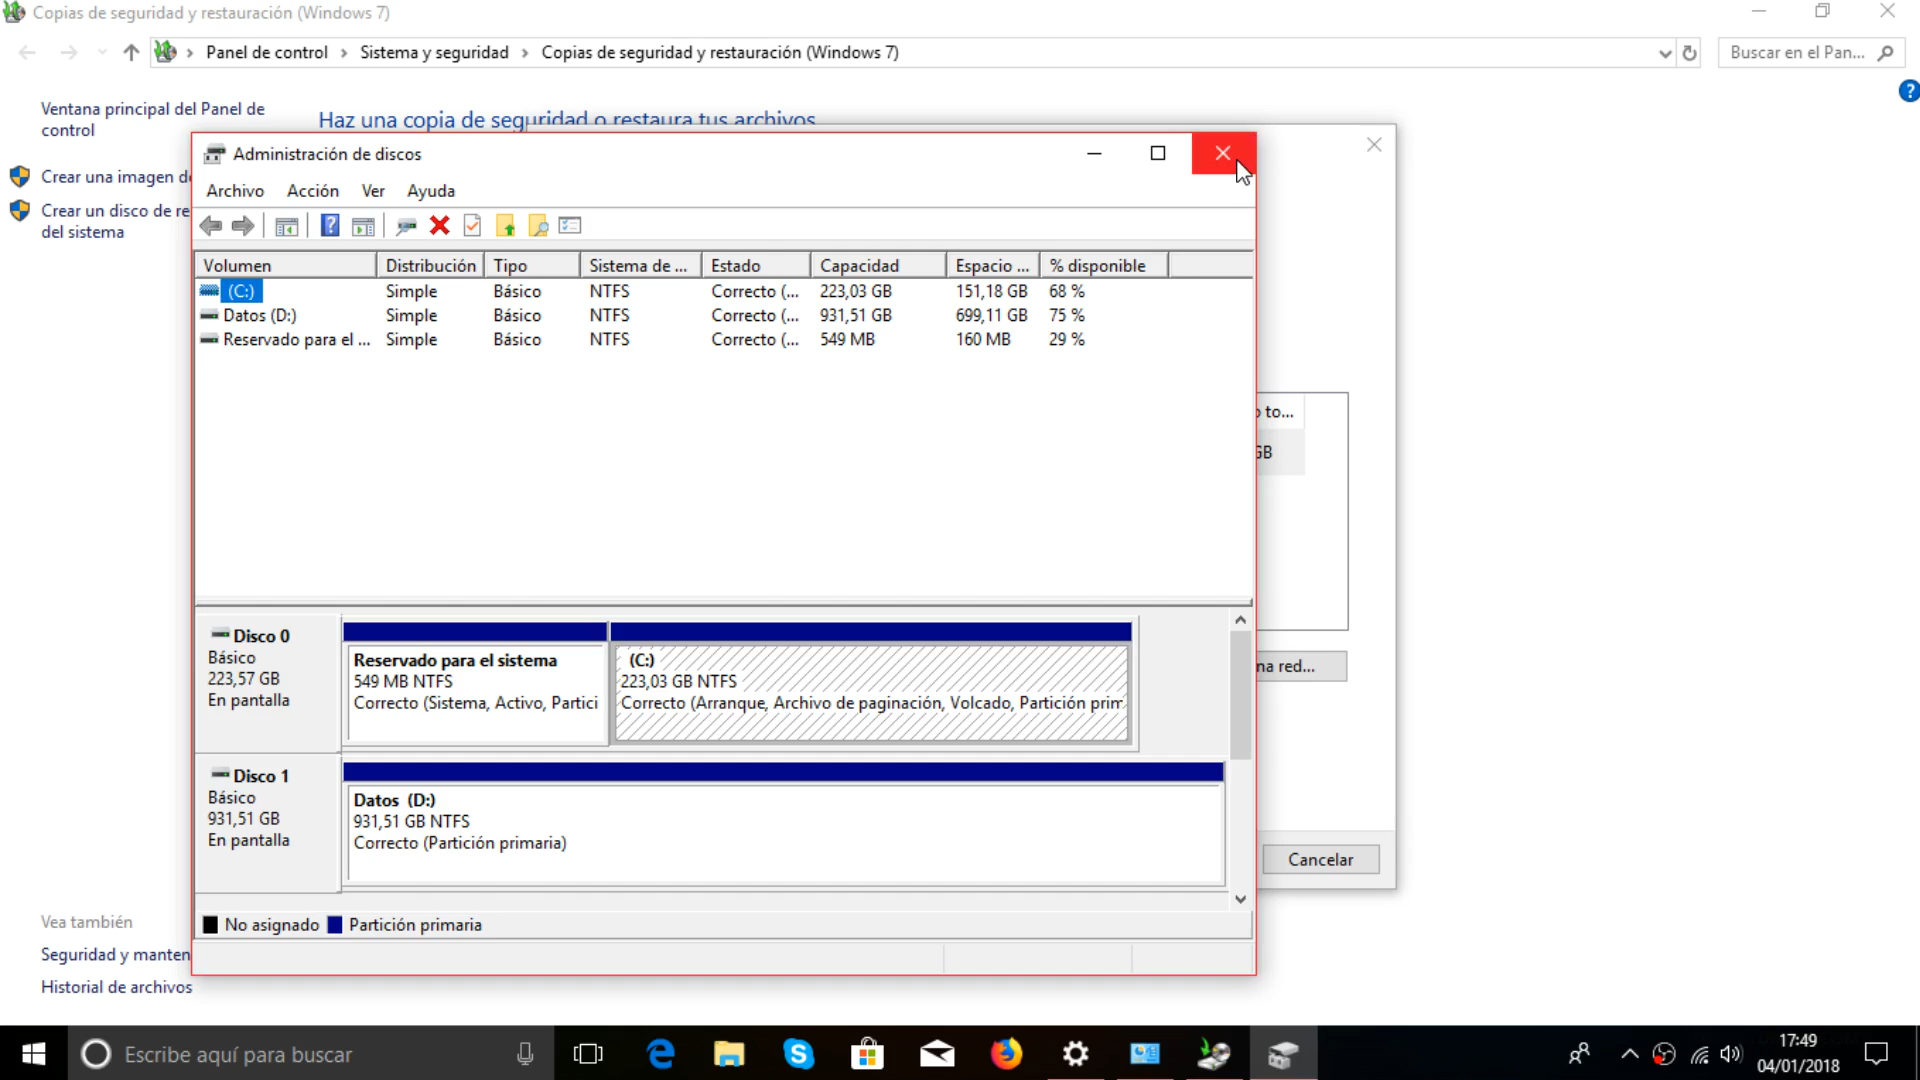 Copias de seguridad y restauración (Windows 7)
Panel de control > Sistema y seguridad > Copias de seguridad y restauración (Windows 7)
Buscar en el Pan...
Ventana principal del Panel de
control
Haz una copia de seguridad o restaura tus archivos
Crear una imagen d
Crear un disco de re
del sistema
Administración de discos
Archivo Acción Ver Ayuda
Volumen Distribución Tipo Sistema de ... Estado Capacidad Espacio ... % disponible
(C:) Simple Básico NTFS Correcto (... 223,03 GB 151,18 GB 68 %
Datos (D:) Simple Básico NTFS Correcto (... 931,51 GB 699,11 GB 75 %
Reservado para el ... Simple Básico NTFS Correcto (... 549 MB 160 MB 29 %
to...
GB
na red...
Cancelar
Disco 0
Básico
223,57 GB
En pantalla
Reservado para el sistema
549 MB NTFS
Correcto (Sistema, Activo, Partici
(C:)
223,03 GB NTFS
Correcto (Arranque, Archivo de paginación, Volcado, Partición prim
Disco 1
Básico
931,51 GB
En pantalla
Datos (D:)
931,51 GB NTFS
Correcto (Partición primaria)
No asignado Partición primaria
Vea también
Seguridad y manten
Historial de archivos
Escribe aquí para buscar
17:49
04/01/2018